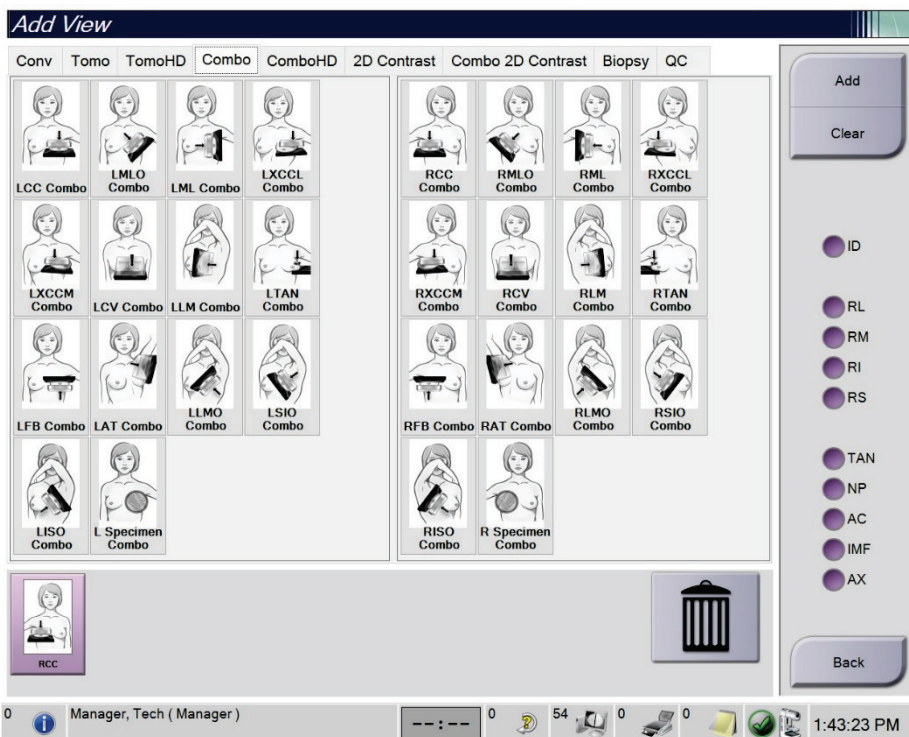 Add View
Conv Tomo TomoHD Combo ComboHD 2D Contrast Combo 2D Contrast Biopsy QC
LCC Combo
LMLO
Combo
LML Combo
LXCCL
Combo
RCC
Combo
RMLO
Combo
RML
Combo
RXCCL
Combo
LXCCM
Combo
LCV Combo
LLM Combo
LTAN
Combo
RXCCM
Combo
RCV
Combo
RLM
Combo
RTAN
Combo
LFB Combo
LAT Combo
LLMO
Combo
LSIO
Combo
RFB Combo
RAT Combo
RLMO
Combo
RSIO
Combo
LISO
Combo
L Specimen
Combo
RISO
Combo
R Specimen
Combo
Add
Clear
ID
RL
RM
RI
RS
TAN
NP
AC
IMF
AX
Back
RCC
0 Manager, Tech ( Manager ) --:-- 0 54 0 0 1:43:23 PM